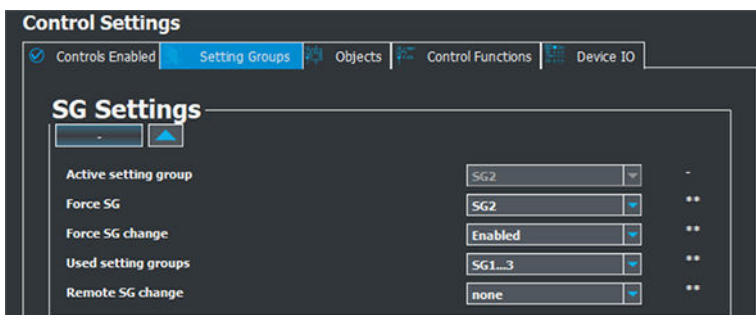 Control Settings
Controls Enabled Setting Groups Objects Control Functions Device IO
SG Settings
-
Active setting group SG2 -
Force SG SG2 **
Force SG change Enabled **
Used setting groups SG1...3 **
Remote SG change none **